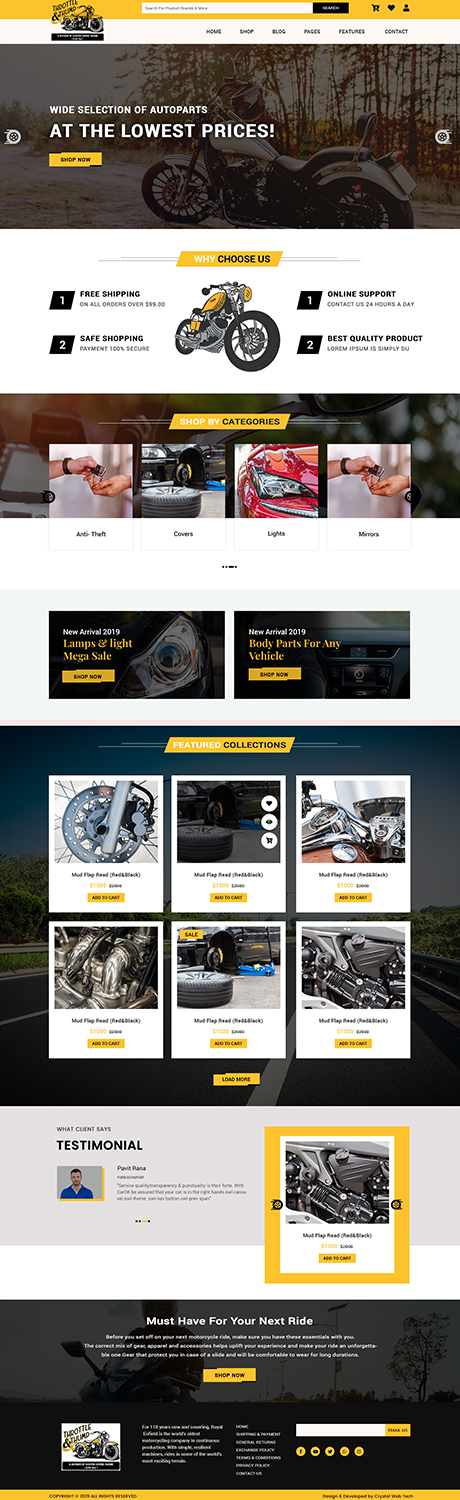 THROTTLE
& THUMP
Search For Product Brands & More
SEARCH
HOME SHOP BLOG PAGES FEATURES CONTACT
WIDE SELECTION OF AUTOPARTS
AT THE LOWEST PRICES!
SHOP NOW
WHY CHOOSE US
1 FREE SHIPPING
ON ALL ORDERS OVER $99.00
2 SAFE SHOPPING
PAYMENT 100% SECURE
1 ONLINE SUPPORT
CONTACT US 24 HOURS A DAY
2 BEST QUALITY PRODUCT
LOREM IPSUM IS SIMPLY DU
SHOP BY CATEGORIES
Anti- Theft Covers Lights Mirrors
New Arrival 2019
Lamps & light
Mega Sale
SHOP NOW
New Arrival 2019
Body Parts For Any
Vehicle
SHOP NOW
FEATURED COLLECTIONS
Mud Flap Read (Red&Black)
$1000 $2000
ADD TO CART
Mud Flap Read (Red&Black)
$1000 $2000
ADD TO CART
Mud Flap Read (Red&Black)
$1000 $2000
ADD TO CART
Mud Flap Read (Red&Black)
$1000 $2000
ADD TO CART
SALE
Mud Flap Read (Red&Black)
$1000 $2000
ADD TO CART
Mud Flap Read (Red&Black)
$1000 $2000
ADD TO CART
LOAD MORE
WHAT CLIENT SAYS
TESTIMONIAL
Pavit Rana
FORD ECOSPORT
"Service quality,transparency & punctuality is their forte. With
CarOK be assured that your car is in the right hands.owl-carou-
sel.owl-theme .owl-nav button.owl-prev span"
Mud Flap Read (Red&Black)
$1000 $2000
ADD TO CART
Must Have For Your Next Ride
Before you set off on your next motorcycle ride, make sure you have these essentials with you.
The correct mix of gear, apparel and accessories helps uplift your experience and make your ride an unforgetta-
ble one.Gear that protect you in case of a slide and will be comfortable to wear for long durations.
SHOP NOW
THROTTLE
& THUMP
For 118 years now and counting, Royal
Enfield is the world's oldest
motorcycling company in continuous
production. With simple, resilient
machines, rides in some of the world's
most exciting terrain.
HOME
SHIPPING & PAYMENT
GENERAL RETURNS
EXCHANGE POLICY
TERMS & CONDITIONS
PRIVACY POLICY
CONTACT US
EMAIL US
COPYRIGHT © 2019 ALL RIGHTS RESERVED
Design & Developed by Crystal Web Tech